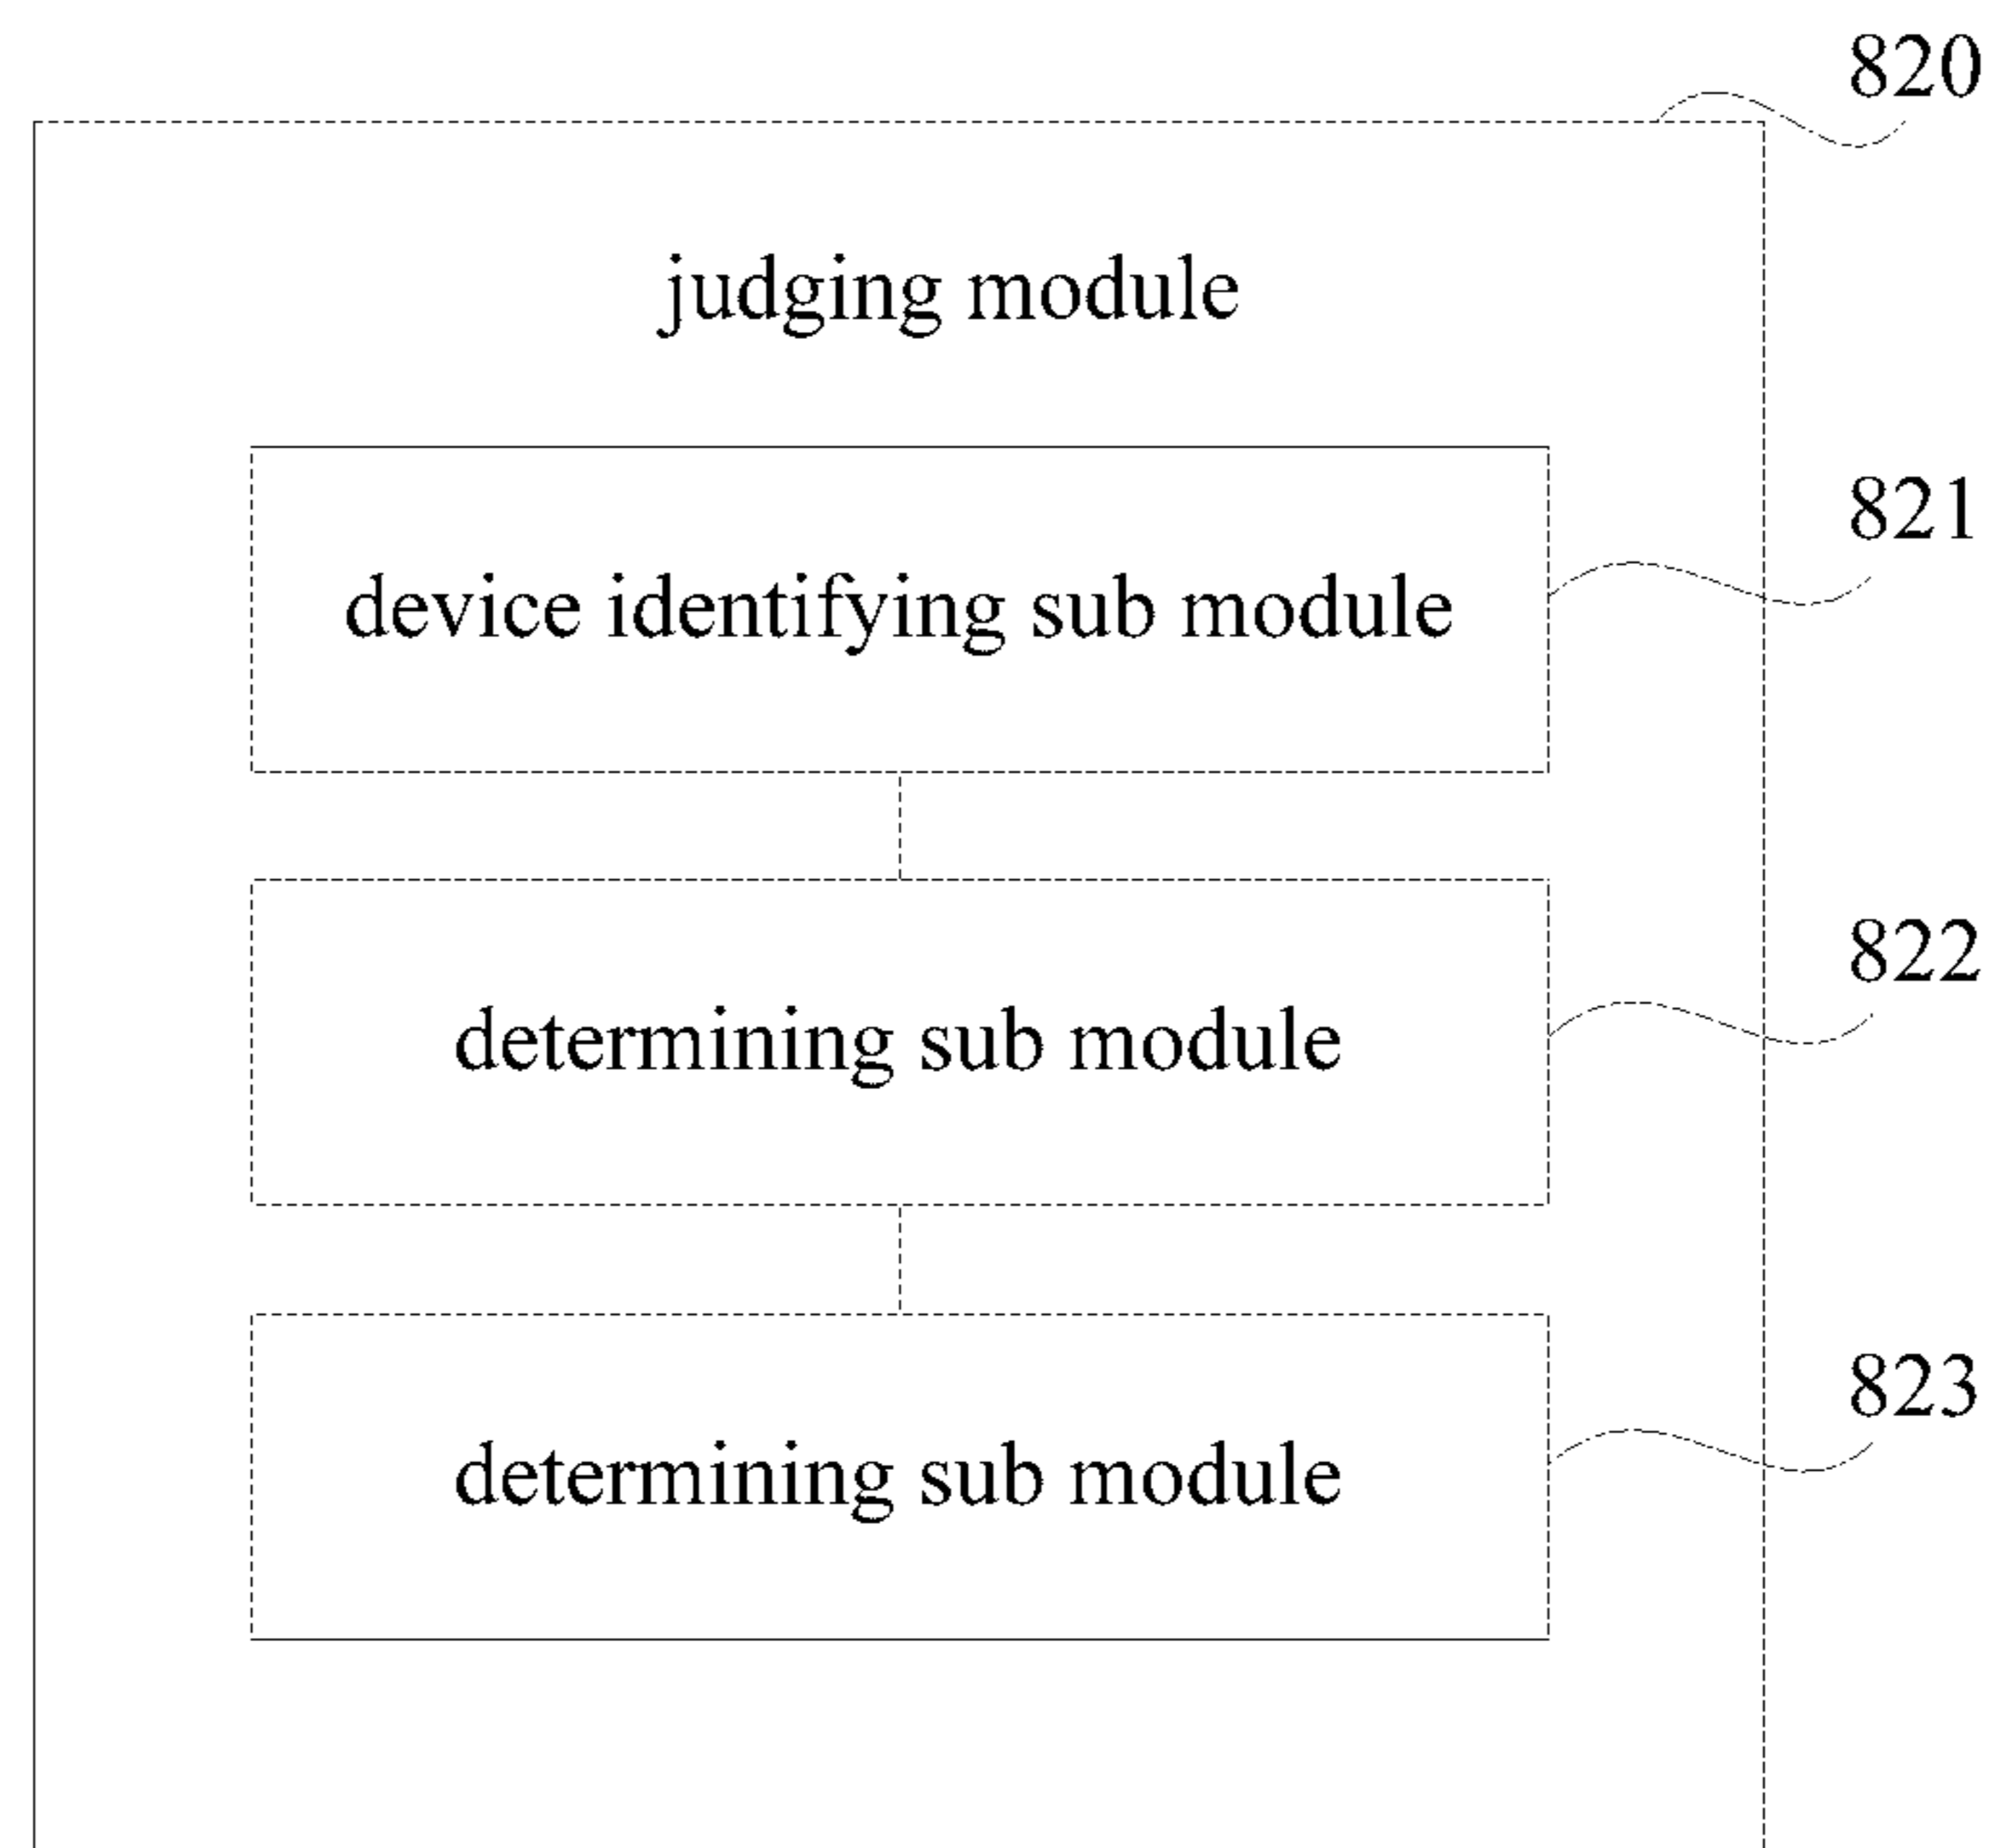 820
judging module
821
device identifying sub module
822
determining sub module
823
determining sub module